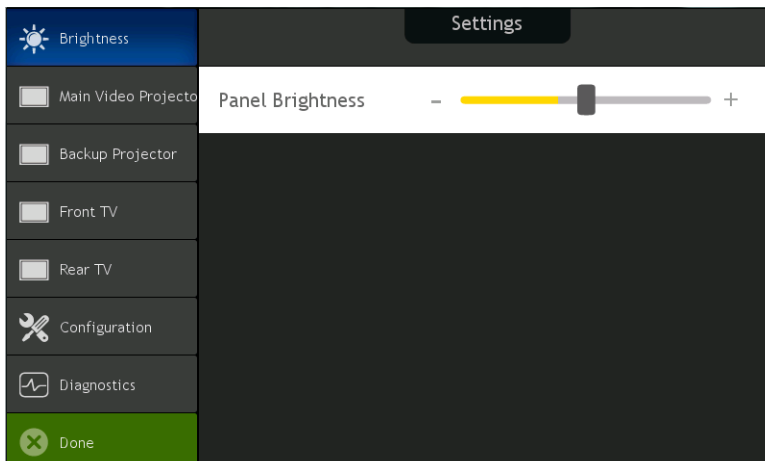 Settings
Brightness
Main Video Projecto
Panel Brightness - +
Backup Projector
Front TV
Rear TV
Configuration
Diagnostics
Done